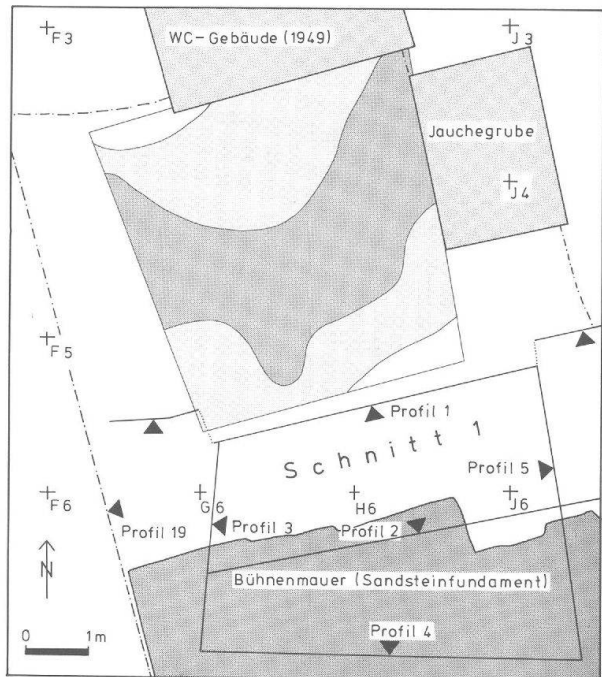 F3
WC-Gebäude (1949)
J3
Jauchegrube
J4
F5
Profil 1
Schnitt 1
Profil 5
F6
G6
H6
J6
Profil 19
Profil 3
Profil 2
N
Bühnenmauer (Sandsteinfundament)
0 1m
Profil 4